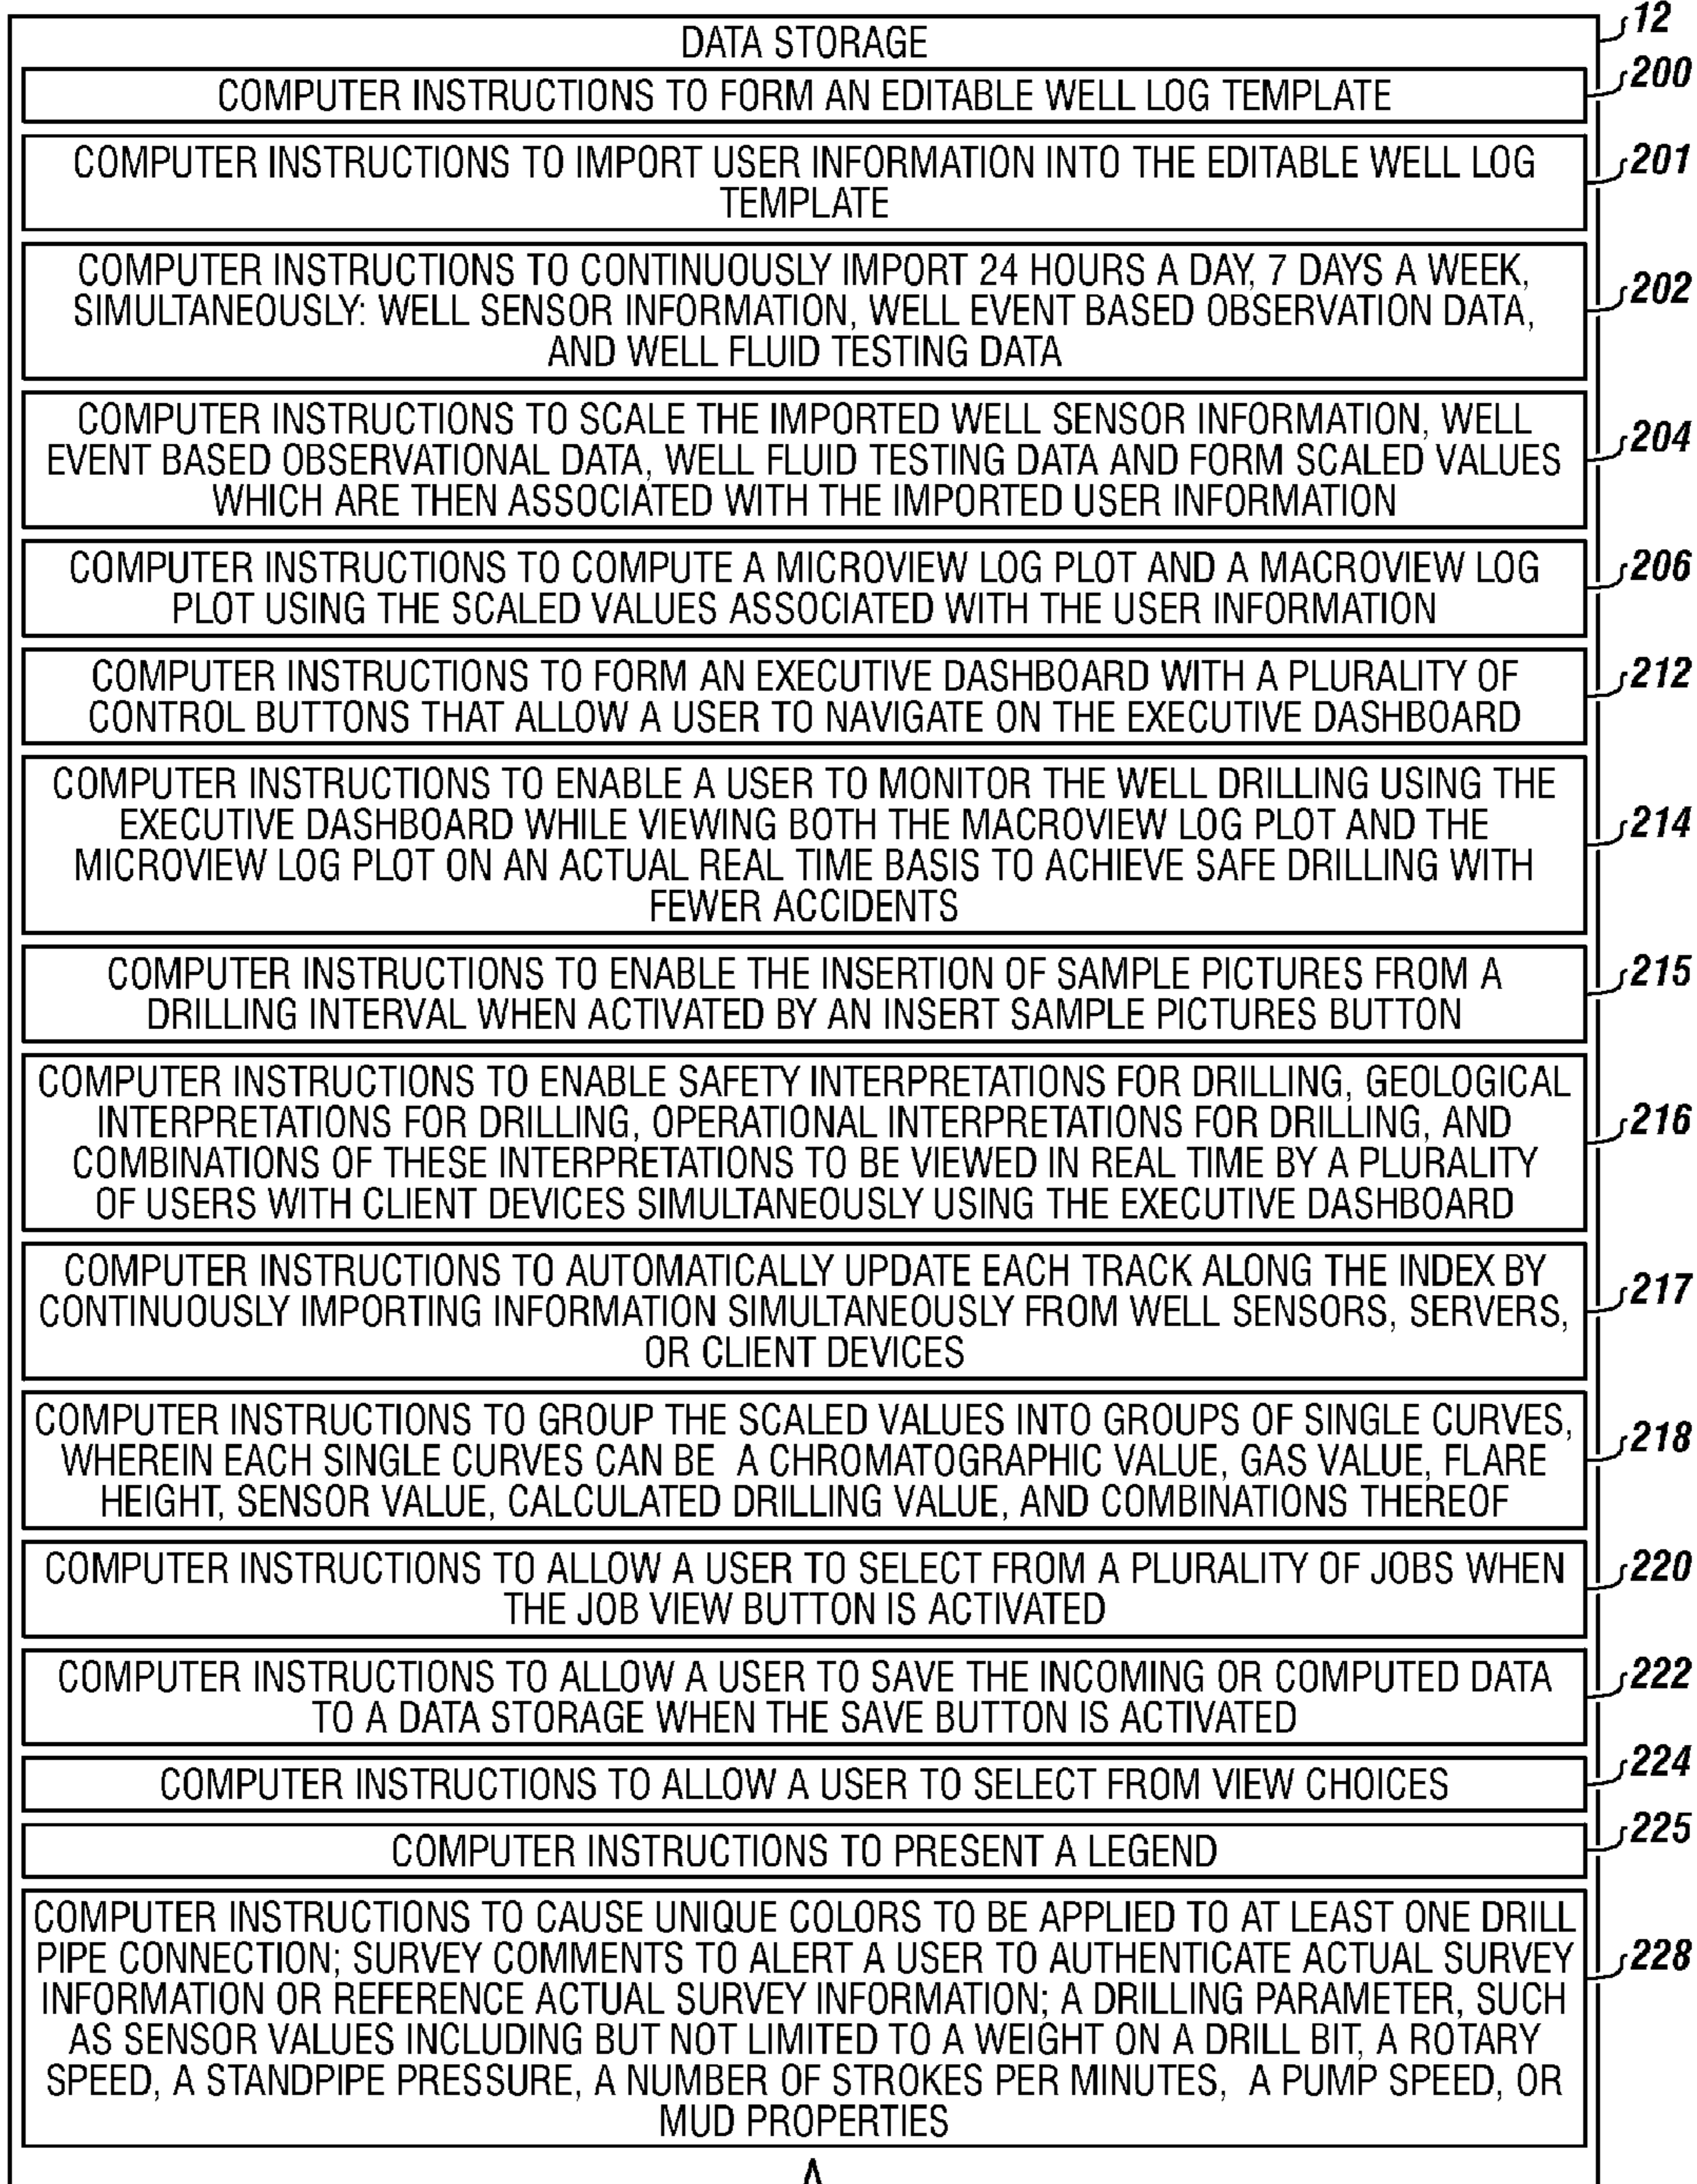 12
DATA STORAGE
200
COMPUTER INSTRUCTIONS TO FORM AN EDITABLE WELL LOG TEMPLATE
201
COMPUTER INSTRUCTIONS TO IMPORT USER INFORMATION INTO THE EDITABLE WELL LOG
TEMPLATE
202
COMPUTER INSTRUCTIONS TO CONTINUOUSLY IMPORT 24 HOURS A DAY, 7 DAYS A WEEK,
SIMULTANEOUSLY: WELL SENSOR INFORMATION, WELL EVENT BASED OBSERVATION DATA,
AND WELL FLUID TESTING DATA
204
COMPUTER INSTRUCTIONS TO SCALE THE IMPORTED WELL SENSOR INFORMATION, WELL
EVENT BASED OBSERVATIONAL DATA, WELL FLUID TESTING DATA AND FORM SCALED VALUES
WHICH ARE THEN ASSOCIATED WITH THE IMPORTED USER INFORMATION
206
COMPUTER INSTRUCTIONS TO COMPUTE A MICROVIEW LOG PLOT AND A MACROVIEW LOG
PLOT USING THE SCALED VALUES ASSOCIATED WITH THE USER INFORMATION
212
COMPUTER INSTRUCTIONS TO FORM AN EXECUTIVE DASHBOARD WITH A PLURALITY OF
CONTROL BUTTONS THAT ALLOW A USER TO NAVIGATE ON THE EXECUTIVE DASHBOARD
214
COMPUTER INSTRUCTIONS TO ENABLE A USER TO MONITOR THE WELL DRILLING USING THE
EXECUTIVE DASHBOARD WHILE VIEWING BOTH THE MACROVIEW LOG PLOT AND THE
MICROVIEW LOG PLOT ON AN ACTUAL REAL TIME BASIS TO ACHIEVE SAFE DRILLING WITH
FEWER ACCIDENTS
215
COMPUTER INSTRUCTIONS TO ENABLE THE INSERTION OF SAMPLE PICTURES FROM A
DRILLING INTERVAL WHEN ACTIVATED BY AN INSERT SAMPLE PICTURES BUTTON
216
COMPUTER INSTRUCTIONS TO ENABLE SAFETY INTERPRETATIONS FOR DRILLING, GEOLOGICAL
INTERPRETATIONS FOR DRILLING, OPERATIONAL INTERPRETATIONS FOR DRILLING, AND
COMBINATIONS OF THESE INTERPRETATIONS TO BE VIEWED IN REAL TIME BY A PLURALITY
OF USERS WITH CLIENT DEVICES SIMULTANEOUSLY USING THE EXECUTIVE DASHBOARD
217
COMPUTER INSTRUCTIONS TO AUTOMATICALLY UPDATE EACH TRACK ALONG THE INDEX BY
CONTINUOUSLY IMPORTING INFORMATION SIMULTANEOUSLY FROM WELL SENSORS, SERVERS,
OR CLIENT DEVICES
218
COMPUTER INSTRUCTIONS TO GROUP THE SCALED VALUES INTO GROUPS OF SINGLE CURVES,
WHEREIN EACH SINGLE CURVES CAN BE A CHROMATOGRAPHIC VALUE, GAS VALUE, FLARE
HEIGHT, SENSOR VALUE, CALCULATED DRILLING VALUE, AND COMBINATIONS THEREOF
220
COMPUTER INSTRUCTIONS TO ALLOW A USER TO SELECT FROM A PLURALITY OF JOBS WHEN
THE JOB VIEW BUTTON IS ACTIVATED
222
COMPUTER INSTRUCTIONS TO ALLOW A USER TO SAVE THE INCOMING OR COMPUTED DATA
TO A DATA STORAGE WHEN THE SAVE BUTTON IS ACTIVATED
224
COMPUTER INSTRUCTIONS TO ALLOW A USER TO SELECT FROM VIEW CHOICES
225
COMPUTER INSTRUCTIONS TO PRESENT A LEGEND
228
COMPUTER INSTRUCTIONS TO CAUSE UNIQUE COLORS TO BE APPLIED TO AT LEAST ONE DRILL
PIPE CONNECTION; SURVEY COMMENTS TO ALERT A USER TO AUTHENTICATE ACTUAL SURVEY
INFORMATION OR REFERENCE ACTUAL SURVEY INFORMATION; A DRILLING PARAMETER, SUCH
AS SENSOR VALUES INCLUDING BUT NOT LIMITED TO A WEIGHT ON A DRILL BIT, A ROTARY
SPEED, A STANDPIPE PRESSURE, A NUMBER OF STROKES PER MINUTES, A PUMP SPEED, OR
MUD PROPERTIES